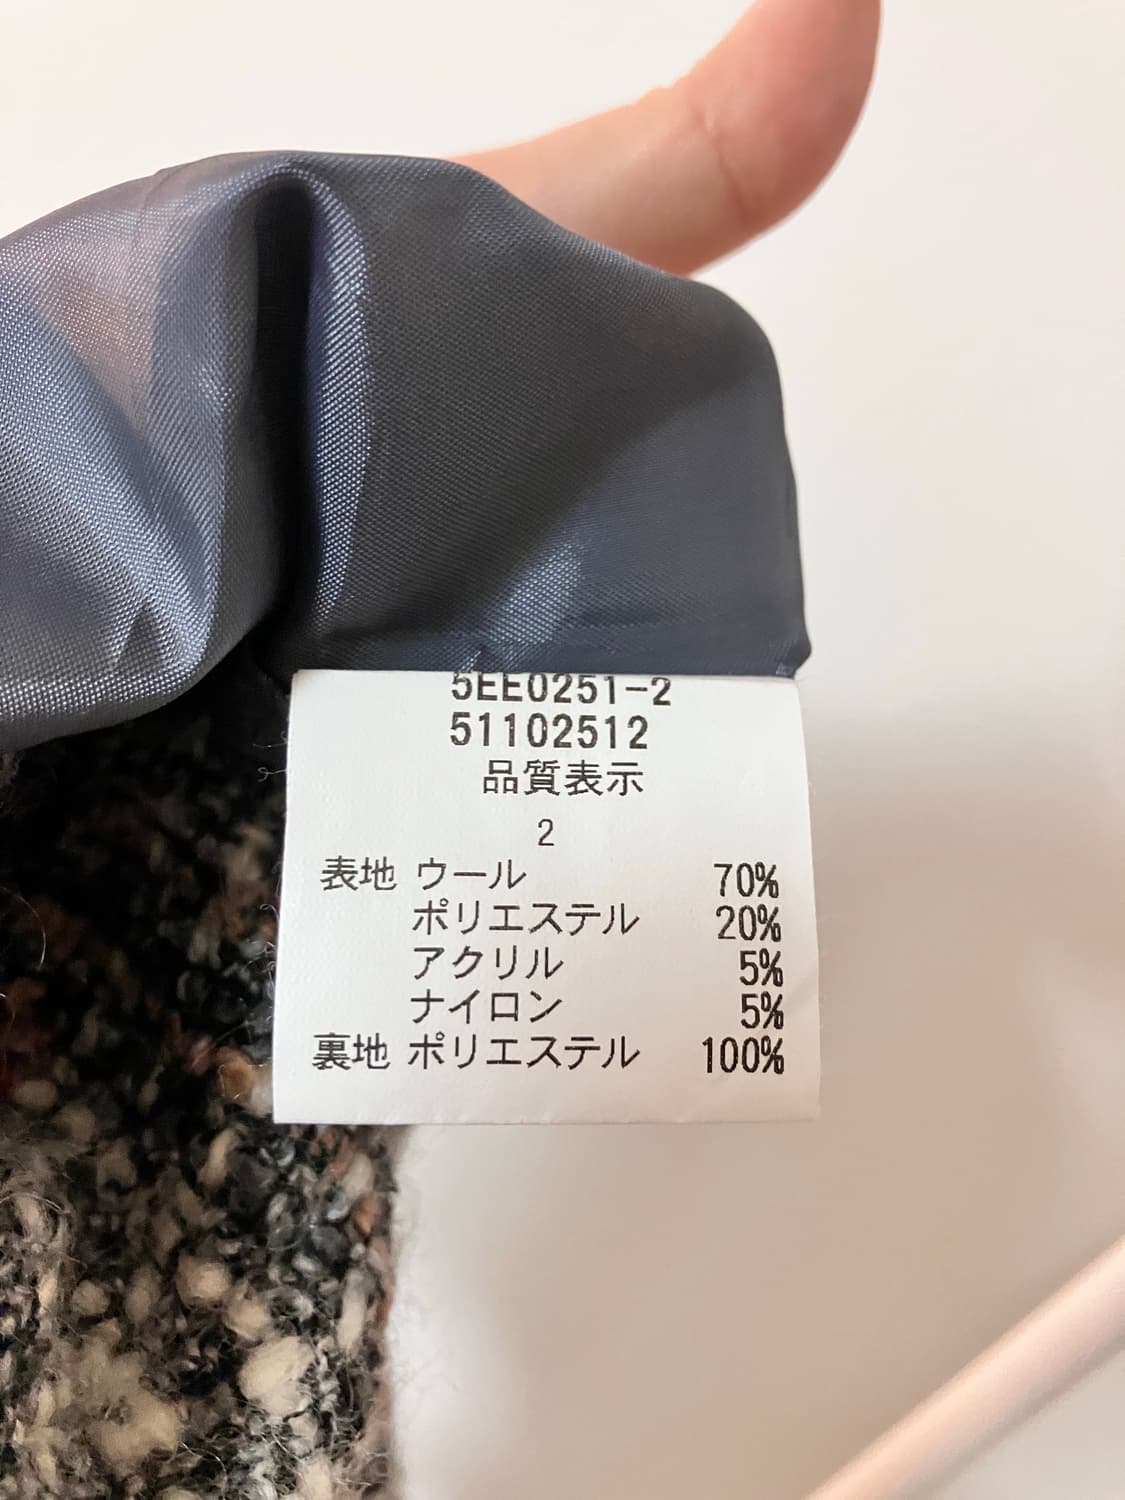 5EE0251-2
51102512
品質表示
2
表地 ウール 70%
ポリエステル 20%
アクリル 5%
ナイロン 5%
裏地 ポリエステル 100%